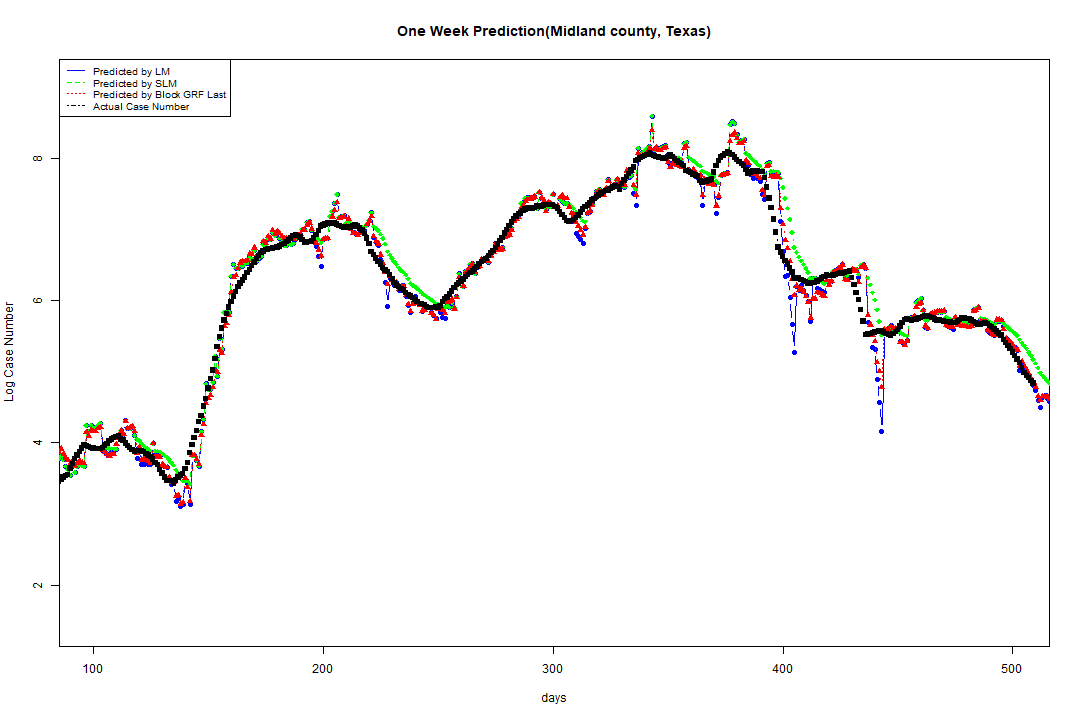 One Week Prediction(Midland county, Texas)
Predicted by LM
Predicted by SLM
Predicted by Block GRF Last
Actual Case Number
8
6
4
2
Log Case Number
100 200 300 400 500
days